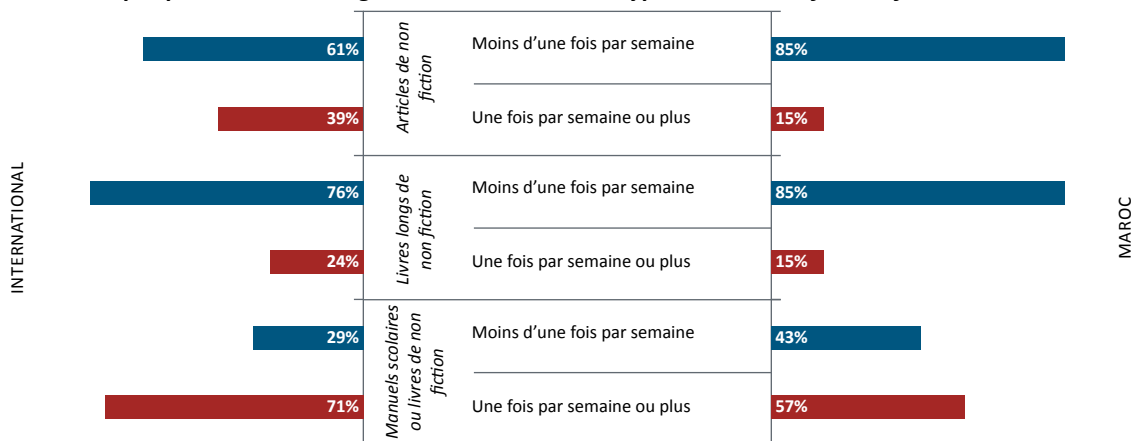 INTERNATIONAL
MAROC
Articles de non
fiction
61%
Moins d'une fois par semaine
85%
39%
Une fois par semaine ou plus
15%
Livres longs de
non fiction
76%
Moins d'une fois par semaine
85%
24%
Une fois par semaine ou plus
15%
Manuels scolaires
ou livres de non
fiction
29%
Moins d'une fois par semaine
43%
71%
Une fois par semaine ou plus
57%